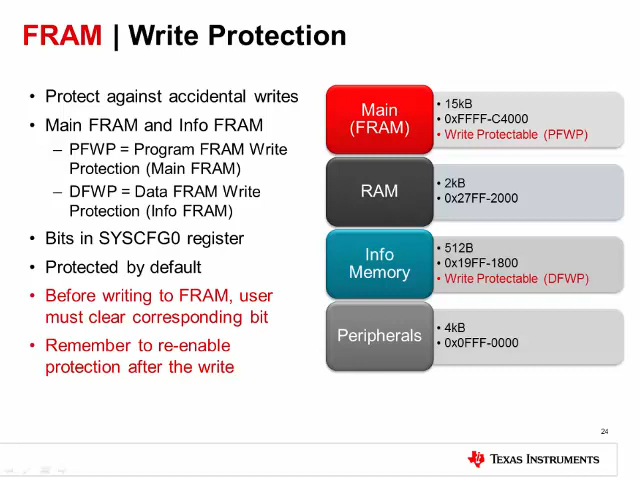 FRAM | Write Protection
• Protect against accidental writes
• Main FRAM and Info FRAM
– PFWP = Program FRAM Write
Protection (Main FRAM)
– DFWP = Data FRAM Write
Protection (Info FRAM)
• Bits in SYSCFG0 register
• Protected by default
• Before writing to FRAM, user
must clear corresponding bit
• Remember to re-enable
protection after the write
Main
(FRAM)
• 15kB
• 0xFFFF-C4000
• Write Protectable (PFWP)
RAM
• 2kB
• 0x27FF-2000
Info
Memory
• 512B
• 0x19FF-1800
• Write Protectable (DFWP)
Peripherals
• 4kB
• 0x0FFF-0000
24
TEXAS INSTRUMENTS